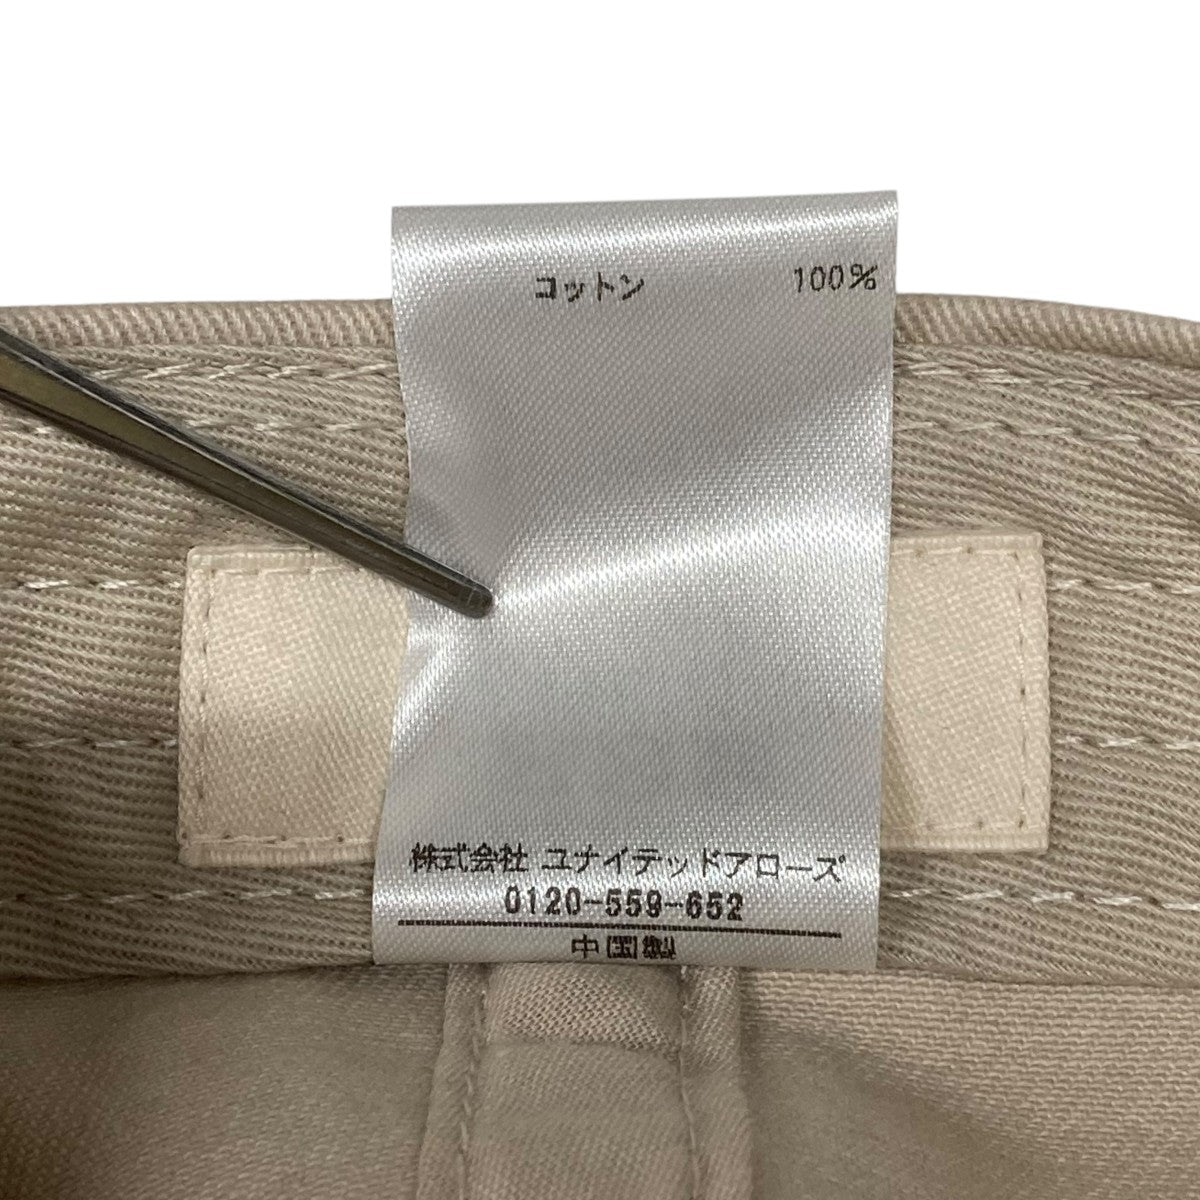 コットン 100%
株式会社 ユナイテッドアローズ
0120-559-652
中国製